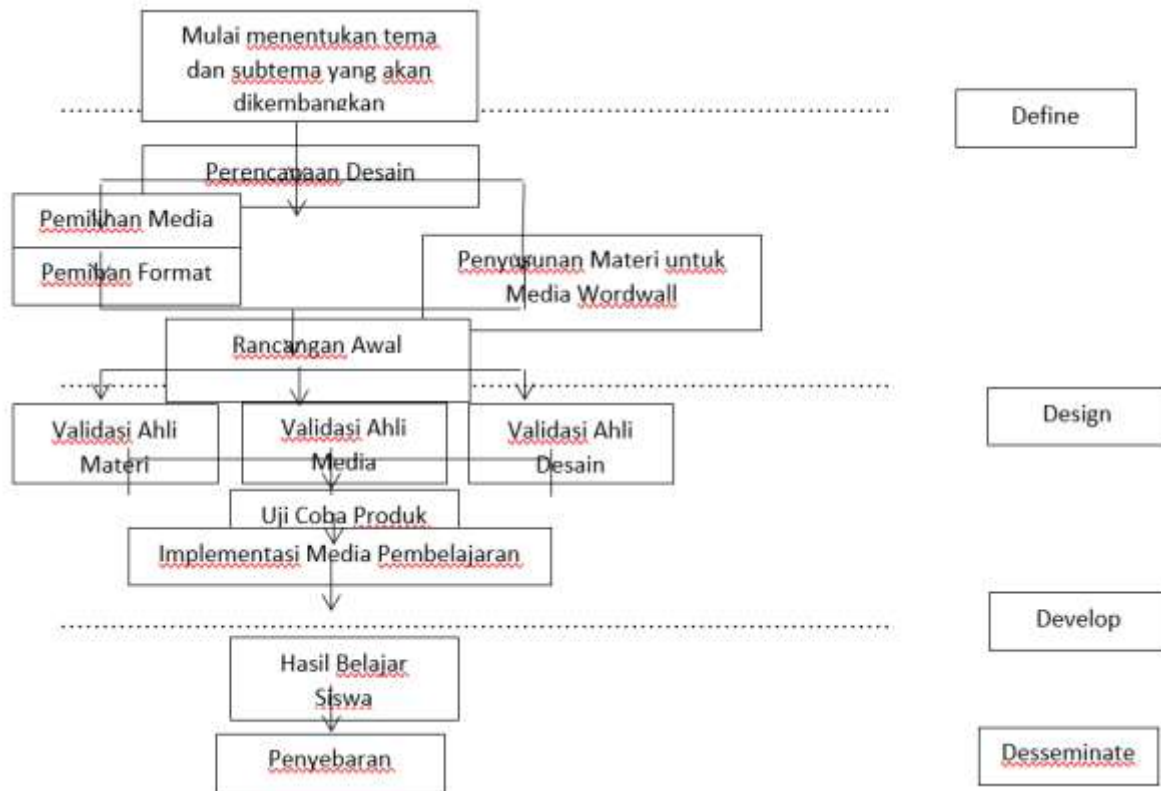 Mulai menentukan tema
dan subtema yang akan
dikembangkan
Define
Perencanaan Desain
Pemilihan Media
Pemihan Format
Penyusunan Materi untuk
Media Wordwall
Rancangan Awal
Design
Validasi Ahli
Materi
Validasi Ahli
Media
Validasi Ahli
Desain
Uji Coba Produk
Implementasi Media Pembelajaran
Develop
Hasil Belajar
Siswa
Penyebaran
Desseminate